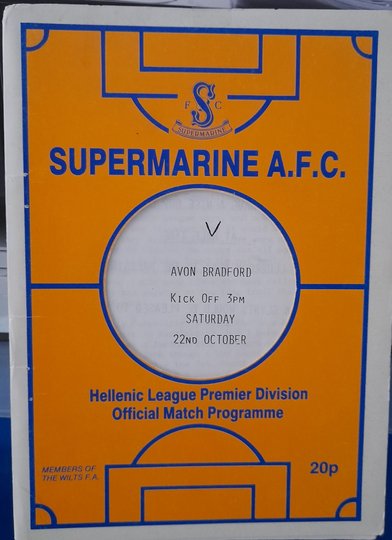 F S C
SUPERMARINE
SUPERMARINE A.F.C.
V
AVON BRADFORD
KICK OFF 3PM
SATURDAY
22ND OCTOBER
Hellenic League Premier Division
Official Match Programme
MEMBERS OF
THE WILTS F.A.
20p